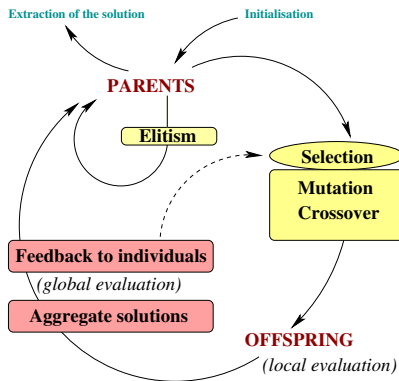 Extraction of the solution
Initialisation
PARENTS
Elitism
Selection
Mutation
Crossover
Feedback to individuals
(global evaluation)
Aggregate solutions
OFFSPRING
(local evaluation)